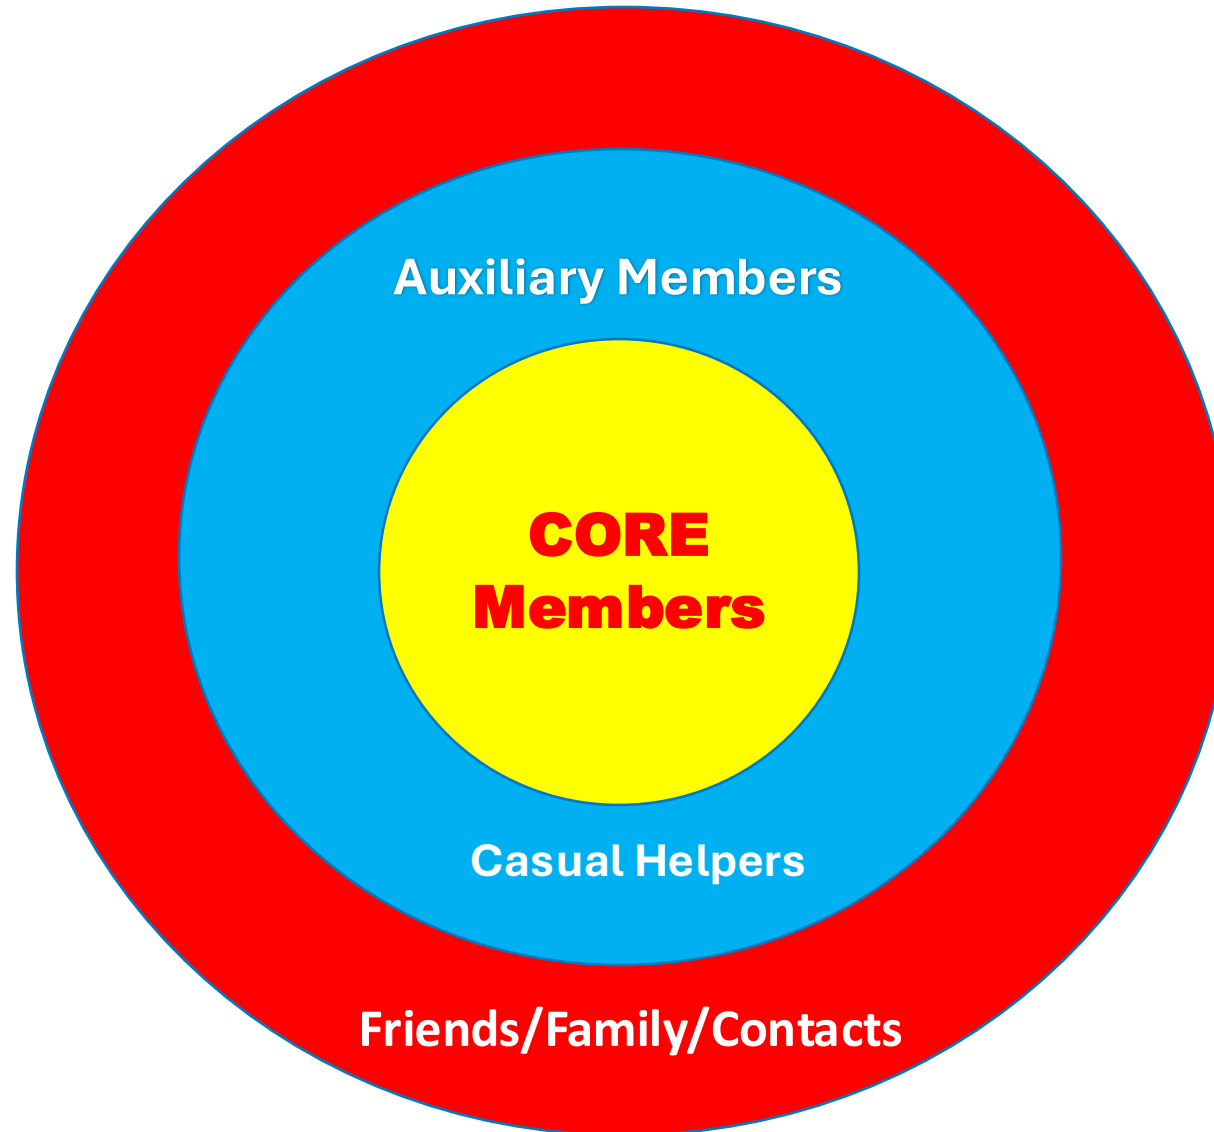 Auxiliary Members
CORE
Members
Casual Helpers
Friends/Family/Contacts